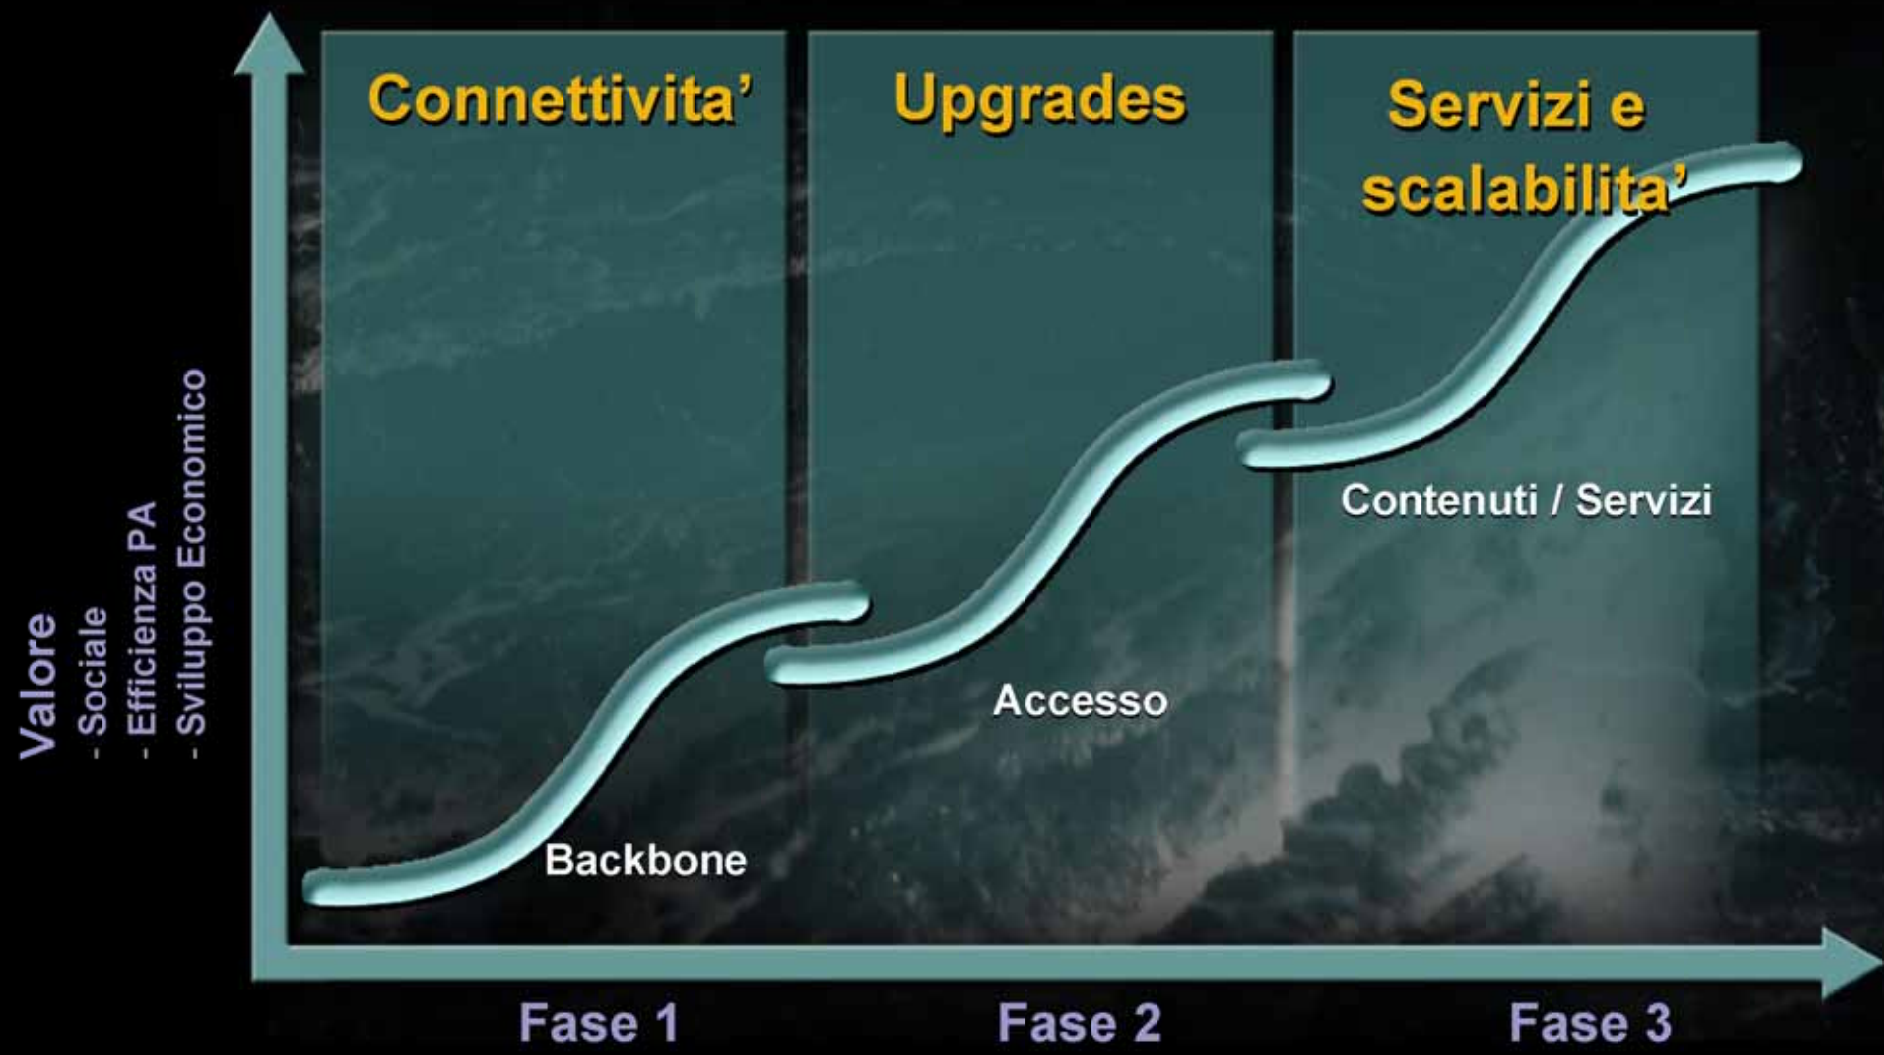 Connettivita'
Upgrades
Servizi e
scalabilita'
Contenuti / Servizi
Accesso
Backbone
Valore
- Sociale
- Efficienza PA
- Sviluppo Economico
Fase 1
Fase 2
Fase 3